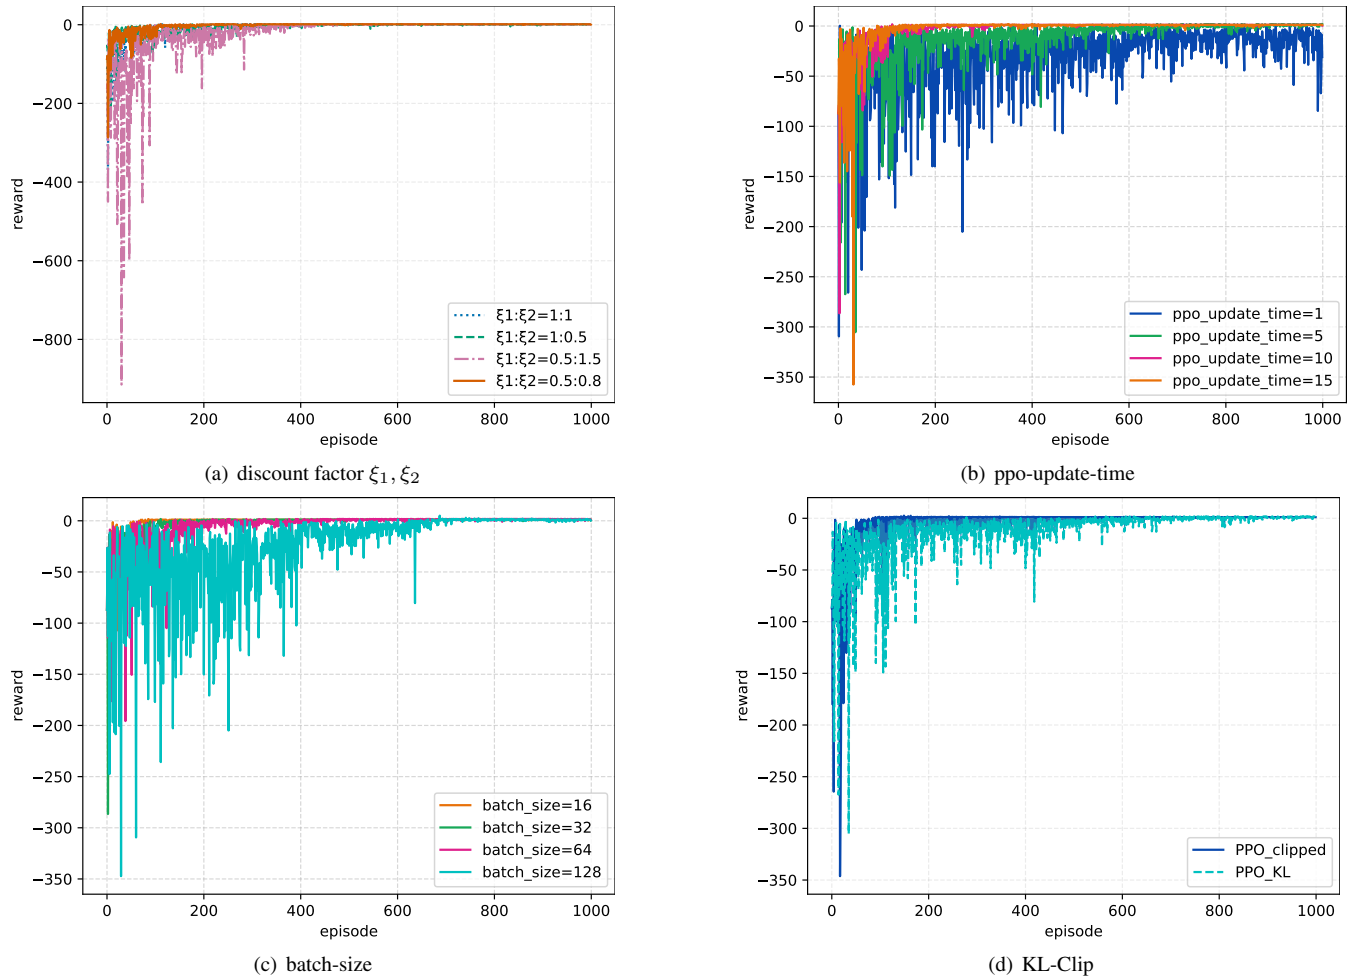 0
−200
−400
−600
−800
reward
0
200
400
600
800
1000
episode
ξ1:ξ2=1:1
ξ1:ξ2=1:0.5
ξ1:ξ2=0.5:1.5
ξ1:ξ2=0.5:0.8
(a) discount factor ξ₁, ξ₂
0
−50
−100
−150
−200
−250
−300
−350
reward
0
200
400
600
800
1000
episode
ppo_update_time=1
ppo_update_time=5
ppo_update_time=10
ppo_update_time=15
(b) ppo-update-time
0
−50
−100
−150
−200
−250
−300
−350
reward
0
200
400
600
800
1000
episode
batch_size=16
batch_size=32
batch_size=64
batch_size=128
(c) batch-size
0
−50
−100
−150
−200
−250
−300
−350
reward
0
200
400
600
800
1000
episode
PPO_clipped
PPO_KL
(d) KL-Clip